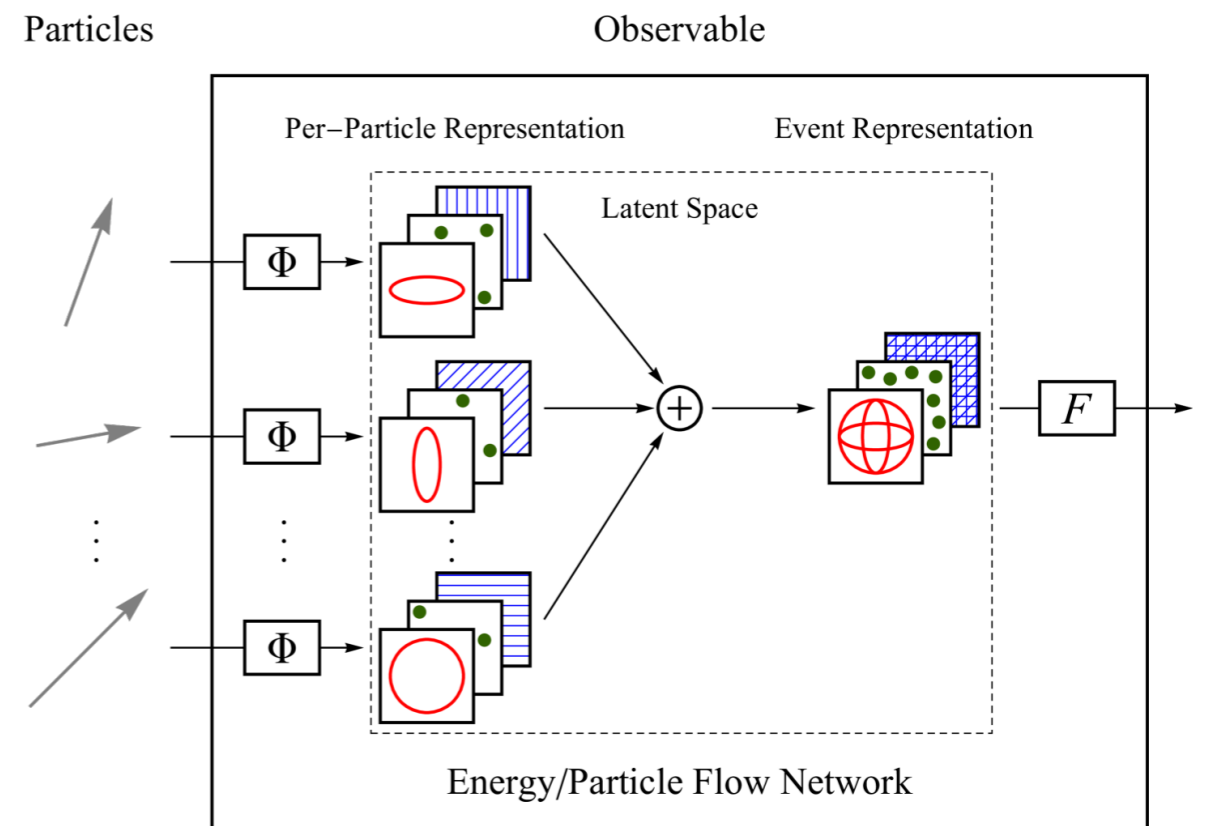 Particles
Observable
Per-Particle Representation
Event Representation
Latent Space
Φ
Φ
F
Φ
Energy/Particle Flow Network